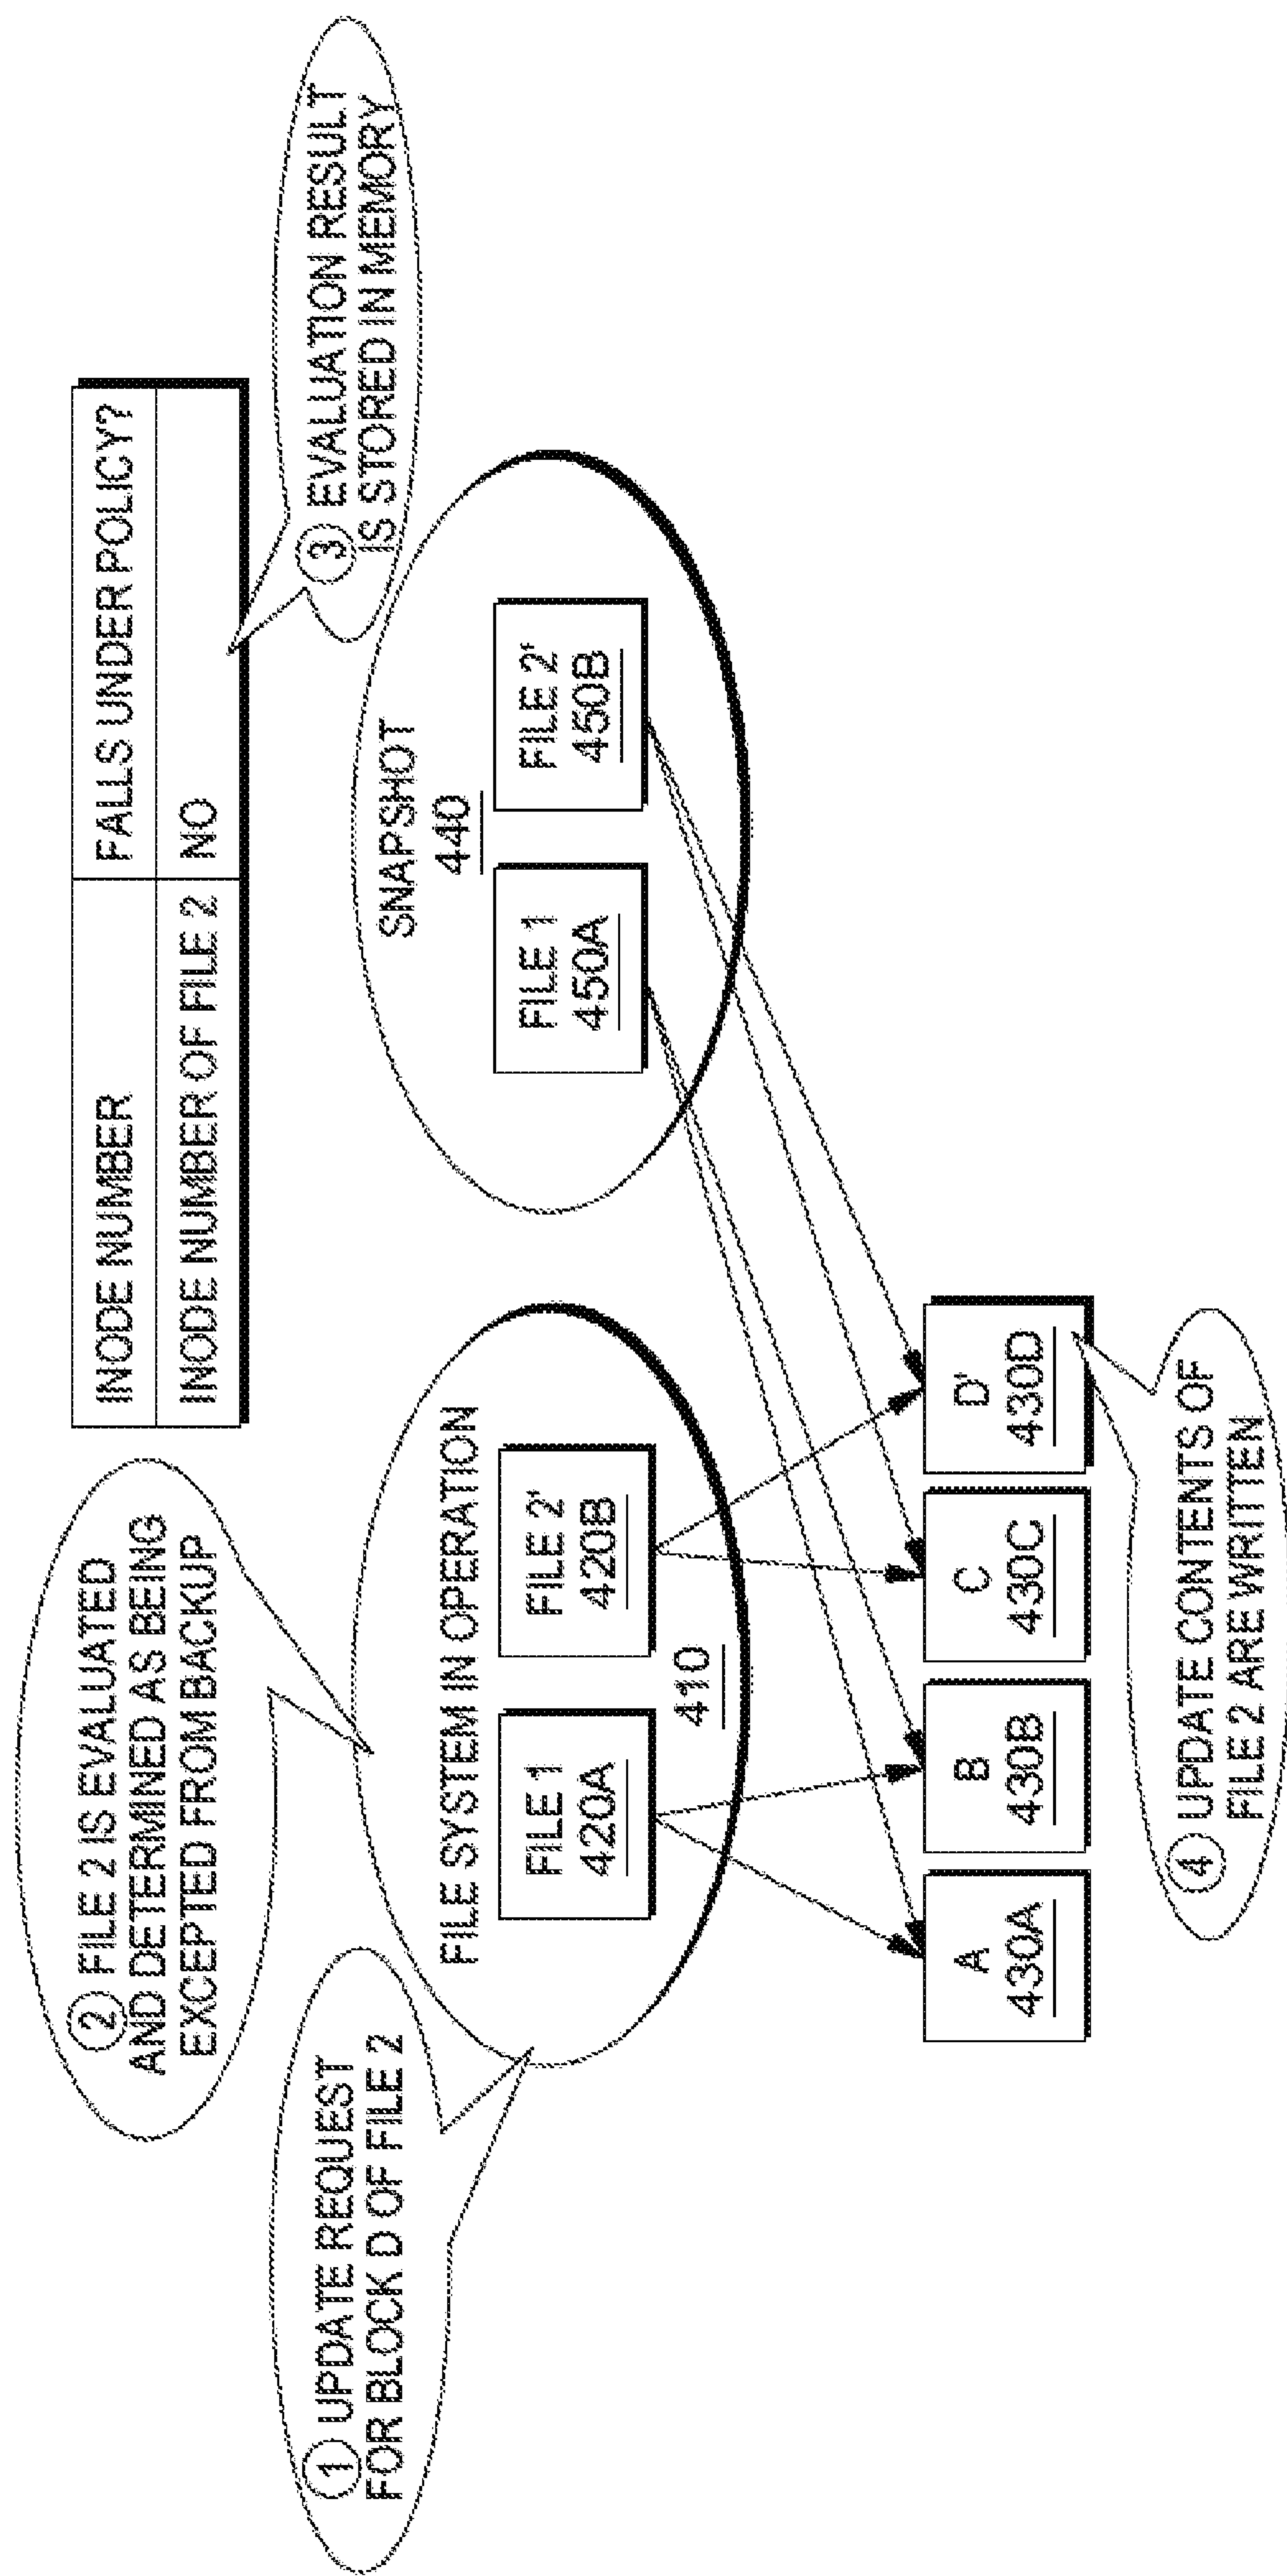 ② FILE 2 IS EVALUATED
AND DETERMINED AS BEING
EXCEPTED FROM BACKUP
INODE NUMBER FALLS UNDER POLICY?
INODE NUMBER OF FILE 2 NO
① UPDATE REQUEST
FOR BLOCK D OF FILE 2
③ EVALUATION RESULT
IS STORED IN MEMORY
FILE SYSTEM IN OPERATION
FILE 1
420A
FILE 2'
420B
410
SNAPSHOT
440
FILE 1
450A
FILE 2'
450B
A
430A
B
430B
C
430C
D'
430D
④ UPDATE CONTENTS OF
FILE 2 ARE WRITTEN